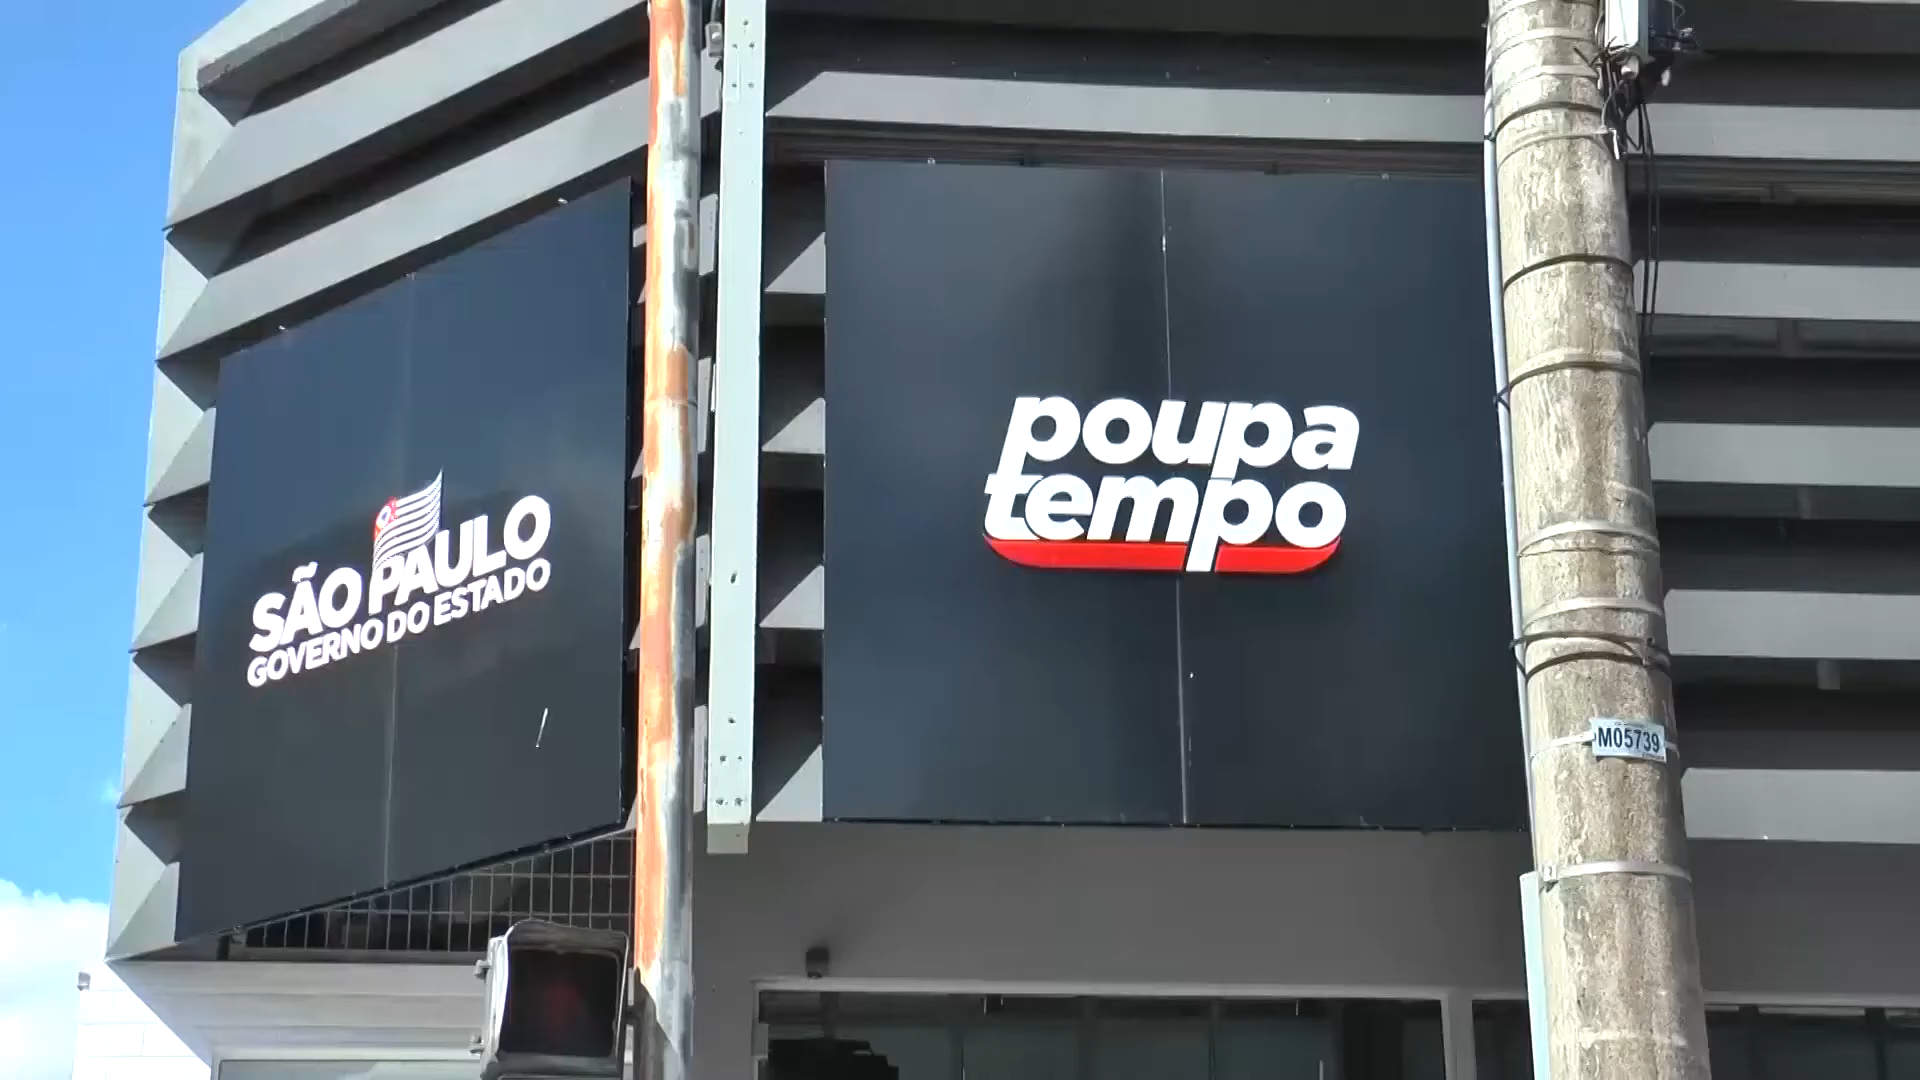 SÃO PAULO
GOVERNO DO ESTADO
poupa
tempo
M05739